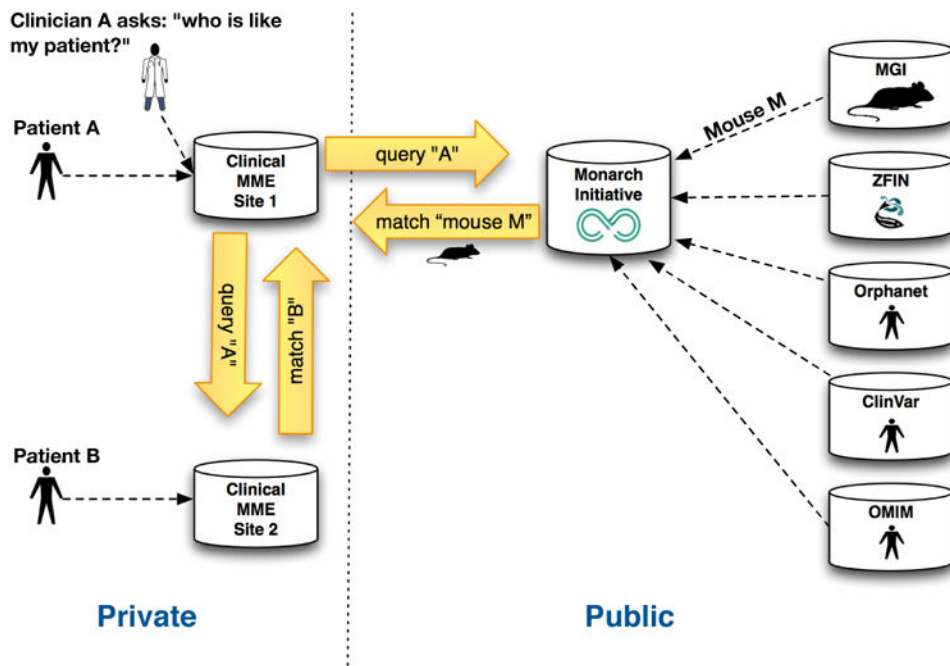 Clinician A asks: "who is like
my patient?"
Patient A
Clinical
MME
Site 1
query "A"
match “mouse M”
Monarch
Initiative
Mouse M
MGI
ZFIN
Orphanet
ClinVar
OMIM
query "A"
match "B"
Patient B
Clinical
MME
Site 2
Private
Public